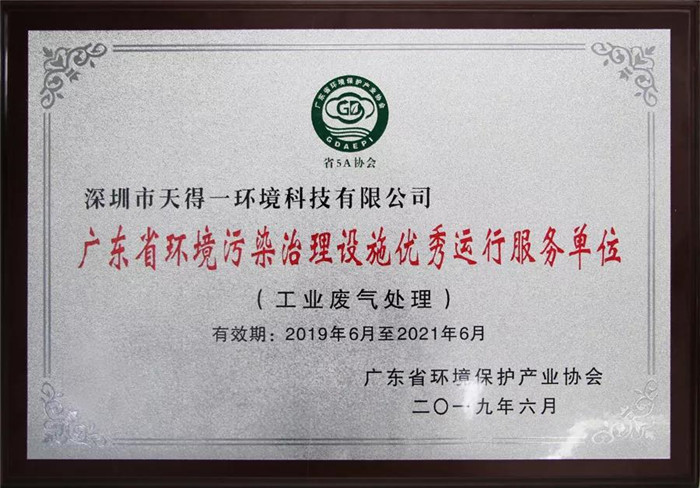 广东省环境保护产业协会
GDAEPI
省5A协会
深圳市天得一环境科技有限公司
广东省环境污染治理设施优秀运行服务单位
(工业废气处理)
有效期：2019年6月至2021年6月
广东省环境保护产业协会
二〇一九年六月